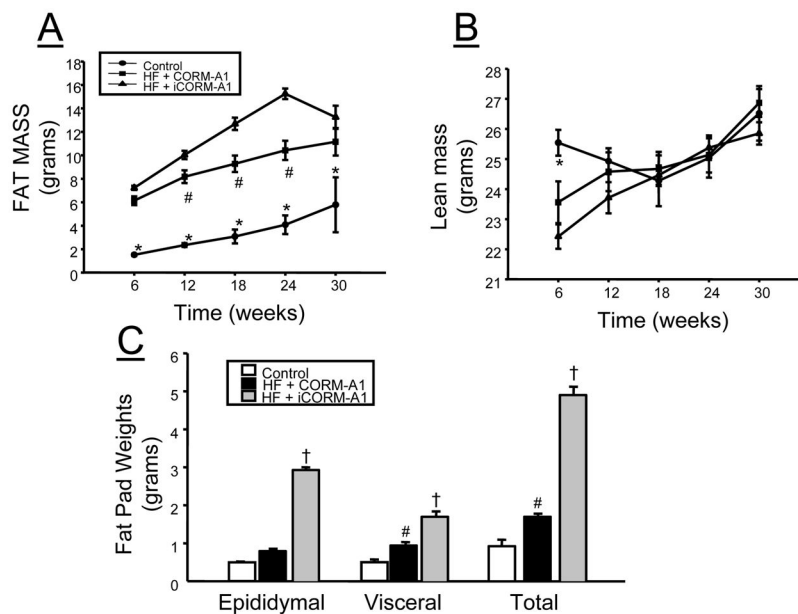 A
Control
HF + CORM-A1
HF + iCORM-A1
FAT MASS
(grams)
18
16
14
12
10
8
6
4
2
0
# # #
* * * * *
6 12 18 24 30
Time (weeks)
B
Lean mass
(grams)
28
27
26
25
24
23
22
21
*
6 12 18 24 30
Time (weeks)
C
Control
HF + CORM-A1
HF + iCORM-A1
Fat Pad Weights
(grams)
6
5
4
3
2
1
0
† # † # †
Epididymal Visceral Total